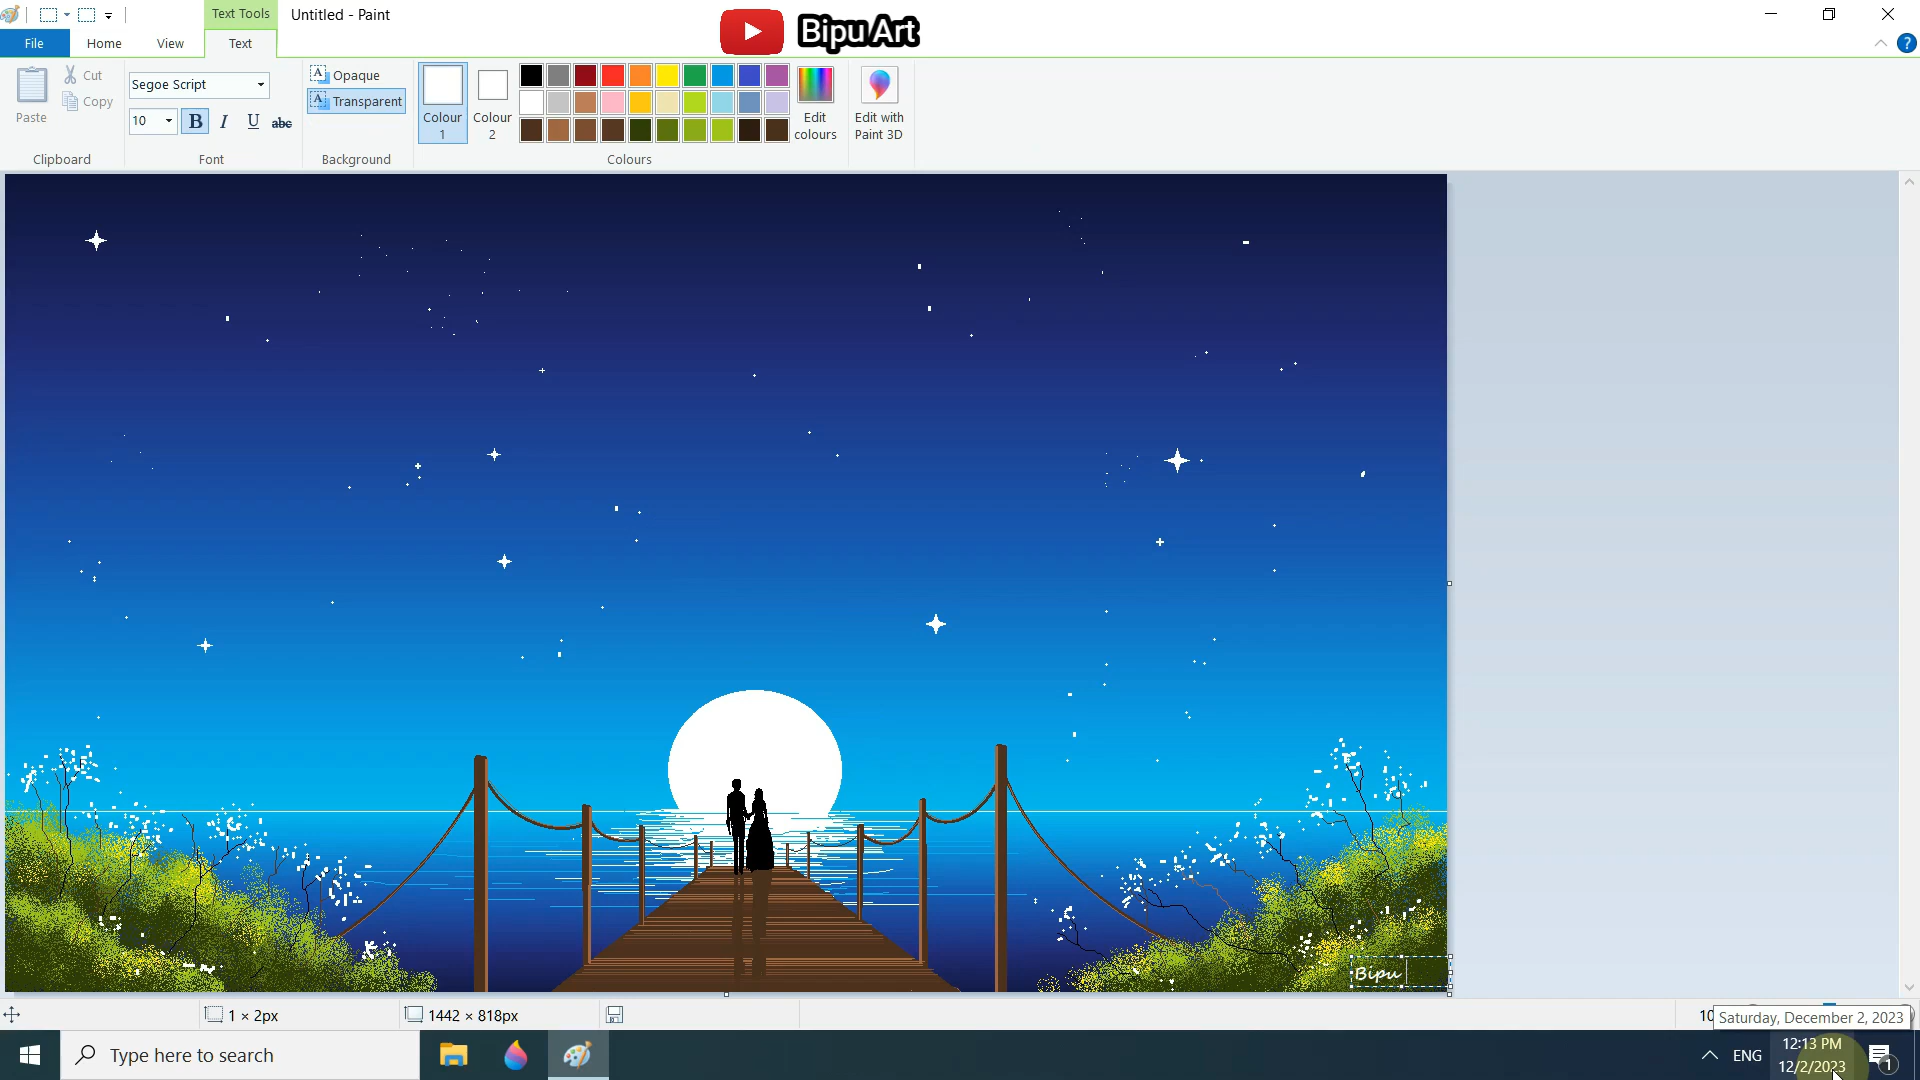 Text Tools
Untitled - Paint
Bipu Art
File
Home
View
Text
Paste
Cut
Copy
Clipboard
Segoe Script
10
B
I
U
abc
Font
Opaque
Transparent
Background
Colour
1
Colour
2
Edit
colours
Colours
Edit with
Paint 3D
Bipu
1 × 2px
1442 × 818px
10
Saturday, December 2, 2023
Type here to search
ENG
12:13 PM
12/2/2023
1